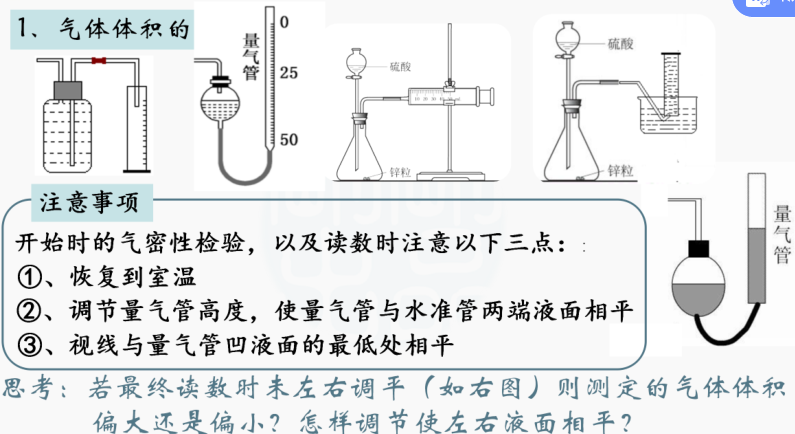 1、气体体积的
量气管
0
25
50
硫酸
锌粒
硫酸
锌粒
量气管
注意事项
开始时的气密性检验，以及读数时注意以下三点：:
①、恢复到室温
②、调节量气管高度，使量气管与水准管两端液面相平
③、视线与量气管凹液面的最低处相平
思考：若最终读数时未左右调平（如右图）则测定的气体体积
偏大还是偏小？怎样调节使左右液面相平？